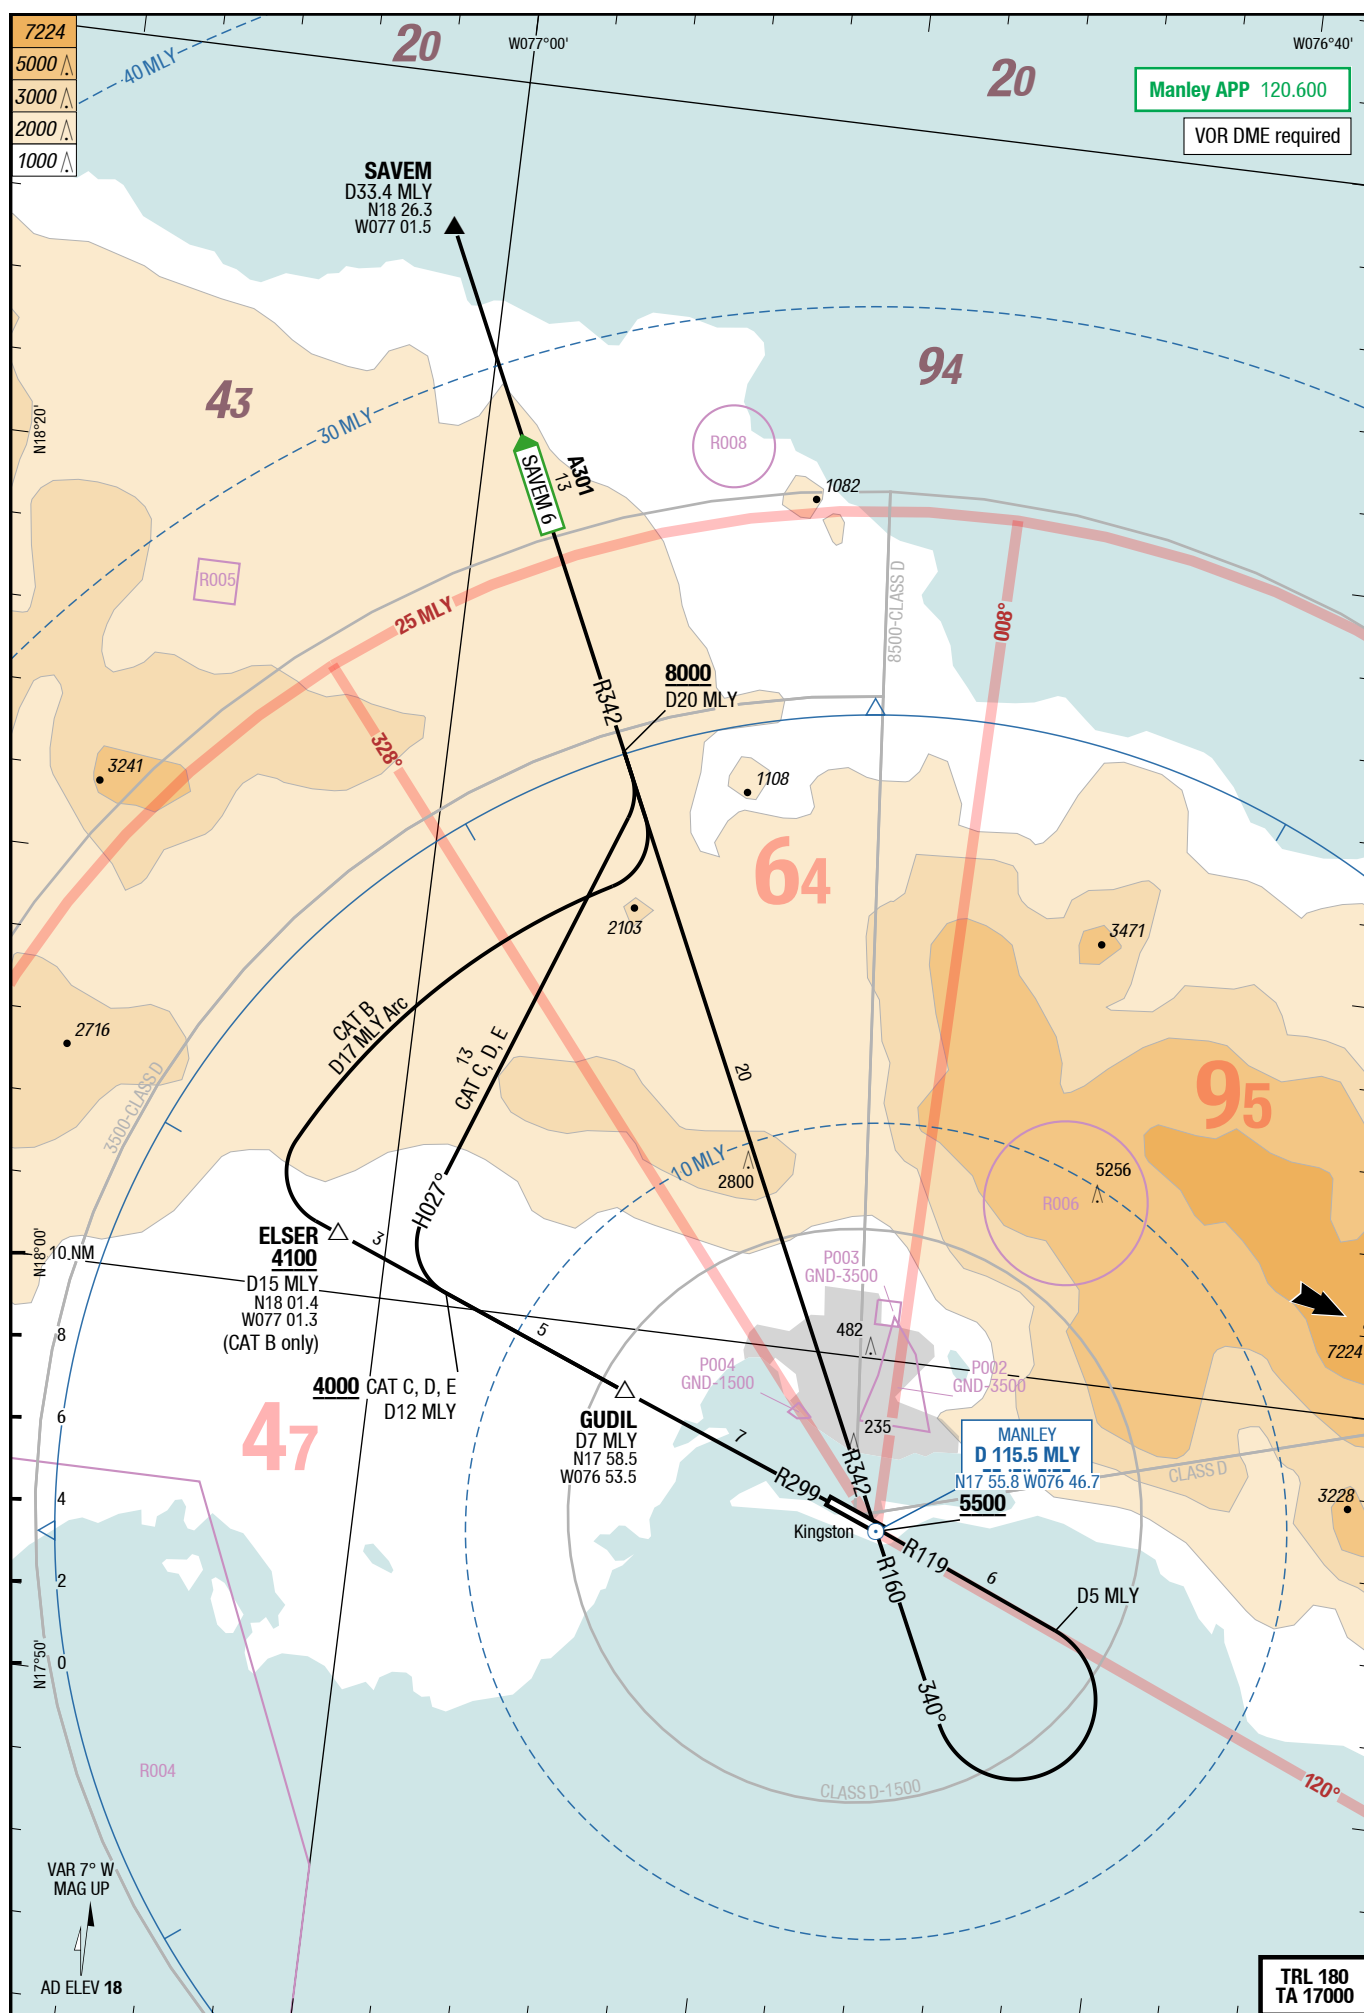 7224
5000
3000
2000
1000
40 MLY
20
W077°00'
20
W076°40'
Manley APP 120.600
VOR DME required
SAVEM
D33.4 MLY
N18 26.3
W077 01.5
43
94
30 MLY
N18°20'
R008
A301
13
SAVEM 6
1082
R005
25 MLY
8500-CLASS D
008°
R342
8000
D20 MLY
328°
3241
1108
64
2103
3471
2716
CAT B
D17 MLY Arc
13
CAT C, D, E
20
3500-CLASS D
95
10 MLY
2800
5256
R006
H027°
ELSER
4100
D15 MLY
N18 01.4
W077 01.3
(CAT B only)
3
N18°00'
10 NM
8
6
4
2
0
P003
GND-3500
5
482
7224
P004
GND-1500
P002
GND-3500
4000 CAT C, D, E
D12 MLY
GUDIL
D7 MLY
N17 58.5
W076 53.5
47
7
235
MANLEY
D 115.5 MLY
N17 55.8 W076 46.7
5500
CLASS D
3228
R299
R342
Kingston
R119
6
R160
D5 MLY
N17°50'
340°
R004
CLASS D-1500
120°
VAR 7° W
MAG UP
AD ELEV 18
TRL 180
TA 17000